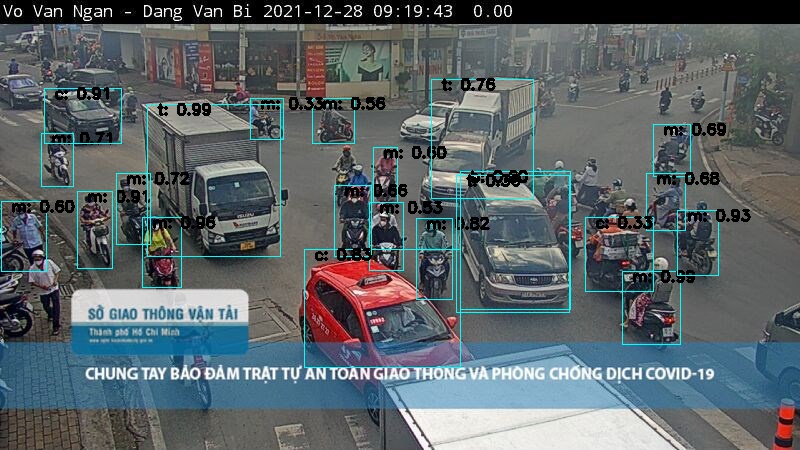 Vo Van Ngan - Dang Van Bi 2021-12-28 09:19:43 0.00
c: 0.91
t: 0.99
m: 0.33
m: 0.56
t: 0.76
m: 0.71
m: 0.69
m: 0.60
m: 0.72
m: 0.66
m: 0.68
m: 0.91
m: 0.60
m: 0.83
m: 0.93
m: 0.96
m: 0.82
c: 0.33
c: 0.83
m: 0.99
ISUZU
SỞ GIAO THÔNG VẬN TẢI
Thành phố Hồ Chí Minh
CHUNG TAY BẢO ĐẢM TRẬT TỰ AN TOÀN GIAO THÔNG VÀ PHÒNG CHỐNG DỊCH COVID-19